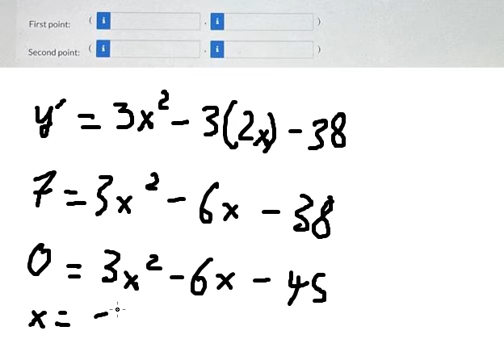 First point: ( i , i )
Second point: ( i , i )
y' = 3x² - 3(2x) - 38
7 = 3x² - 6x - 38
0 = 3x² - 6x - 45
x = -